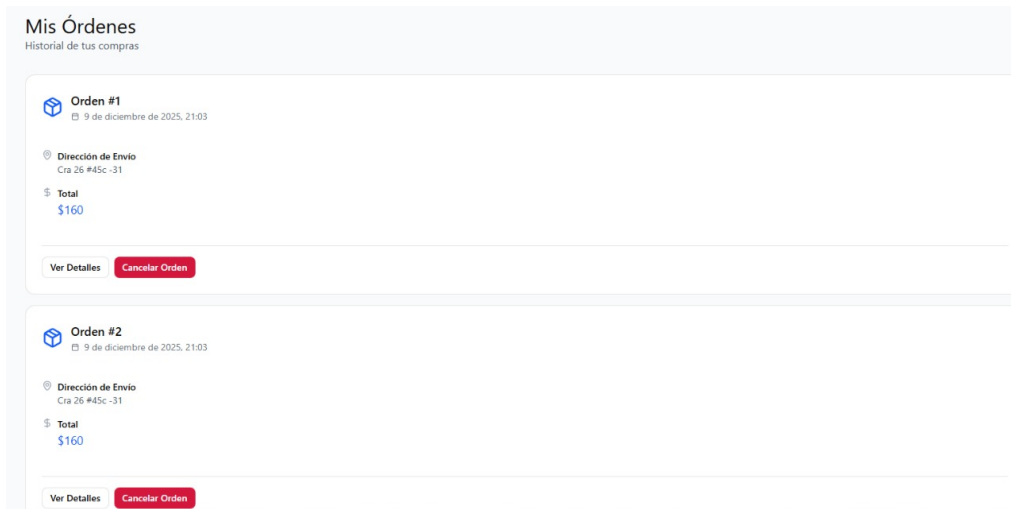 Mis Órdenes
Historial de tus compras
Orden #1
9 de diciembre de 2025, 21:03
Dirección de Envío
Cra 26 #45c -31
Total
$160
Ver Detalles Cancelar Orden
Orden #2
9 de diciembre de 2025, 21:03
Dirección de Envío
Cra 26 #45c -31
Total
$160
Ver Detalles Cancelar Orden